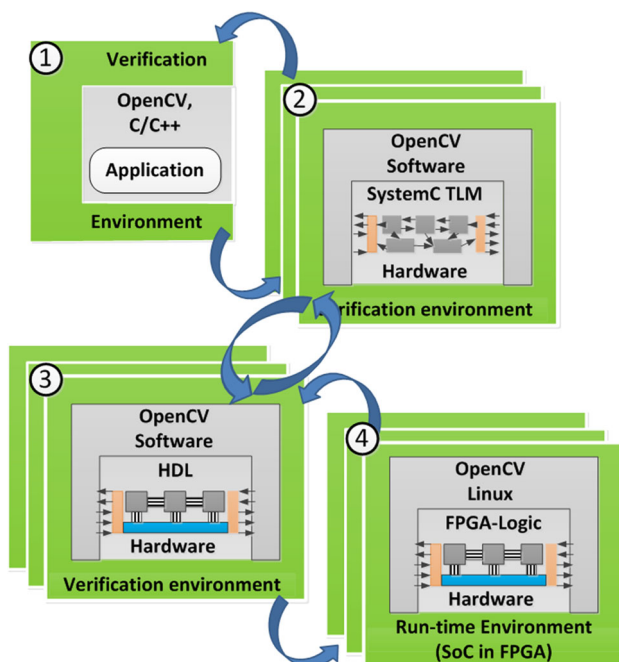 1
Verification
OpenCV,
C/C++
Application
Environment
2
OpenCV
Software
SystemC TLM
Hardware
erification environment
3
OpenCV
Software
HDL
Hardware
Verification environment
4
OpenCV
Linux
FPGA-Logic
Hardware
Run-time Environment
(SoC in FPGA)